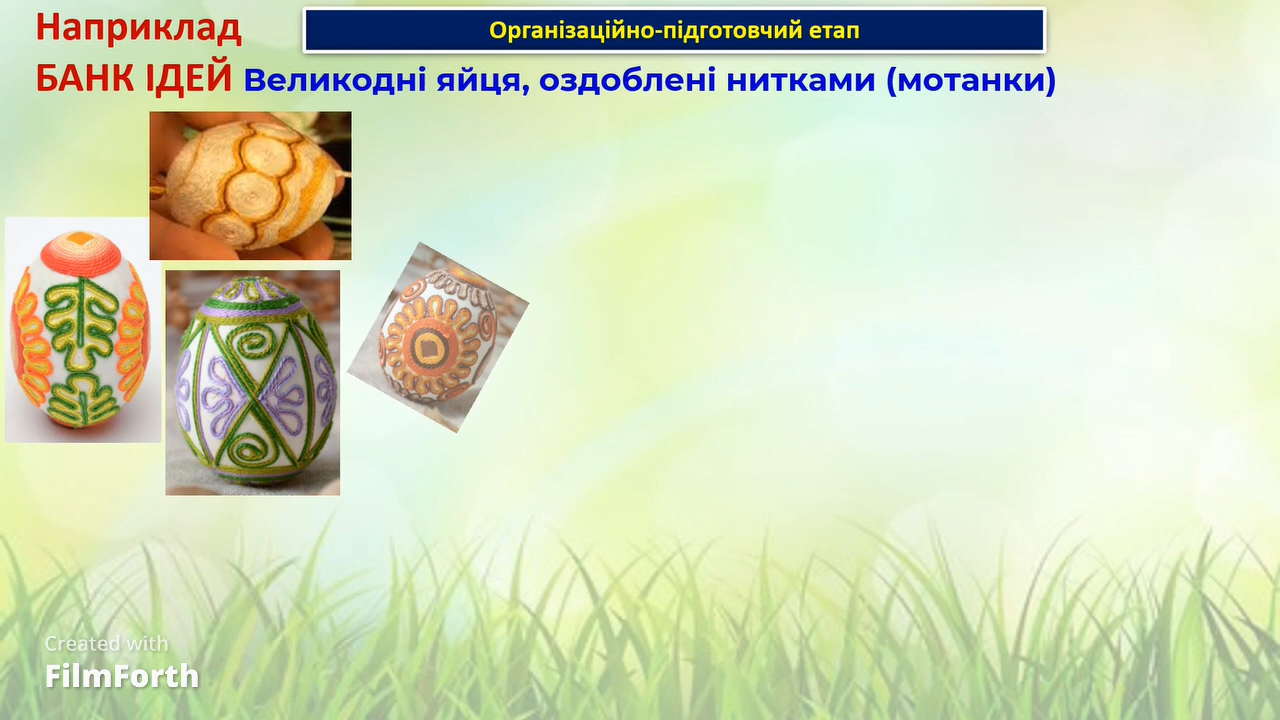 Наприклад
Організаційно-підготовчий етап
БАНК ІДЕЙ Великодні яйця, оздоблені нитками (мотанки)
Created with
FilmForth